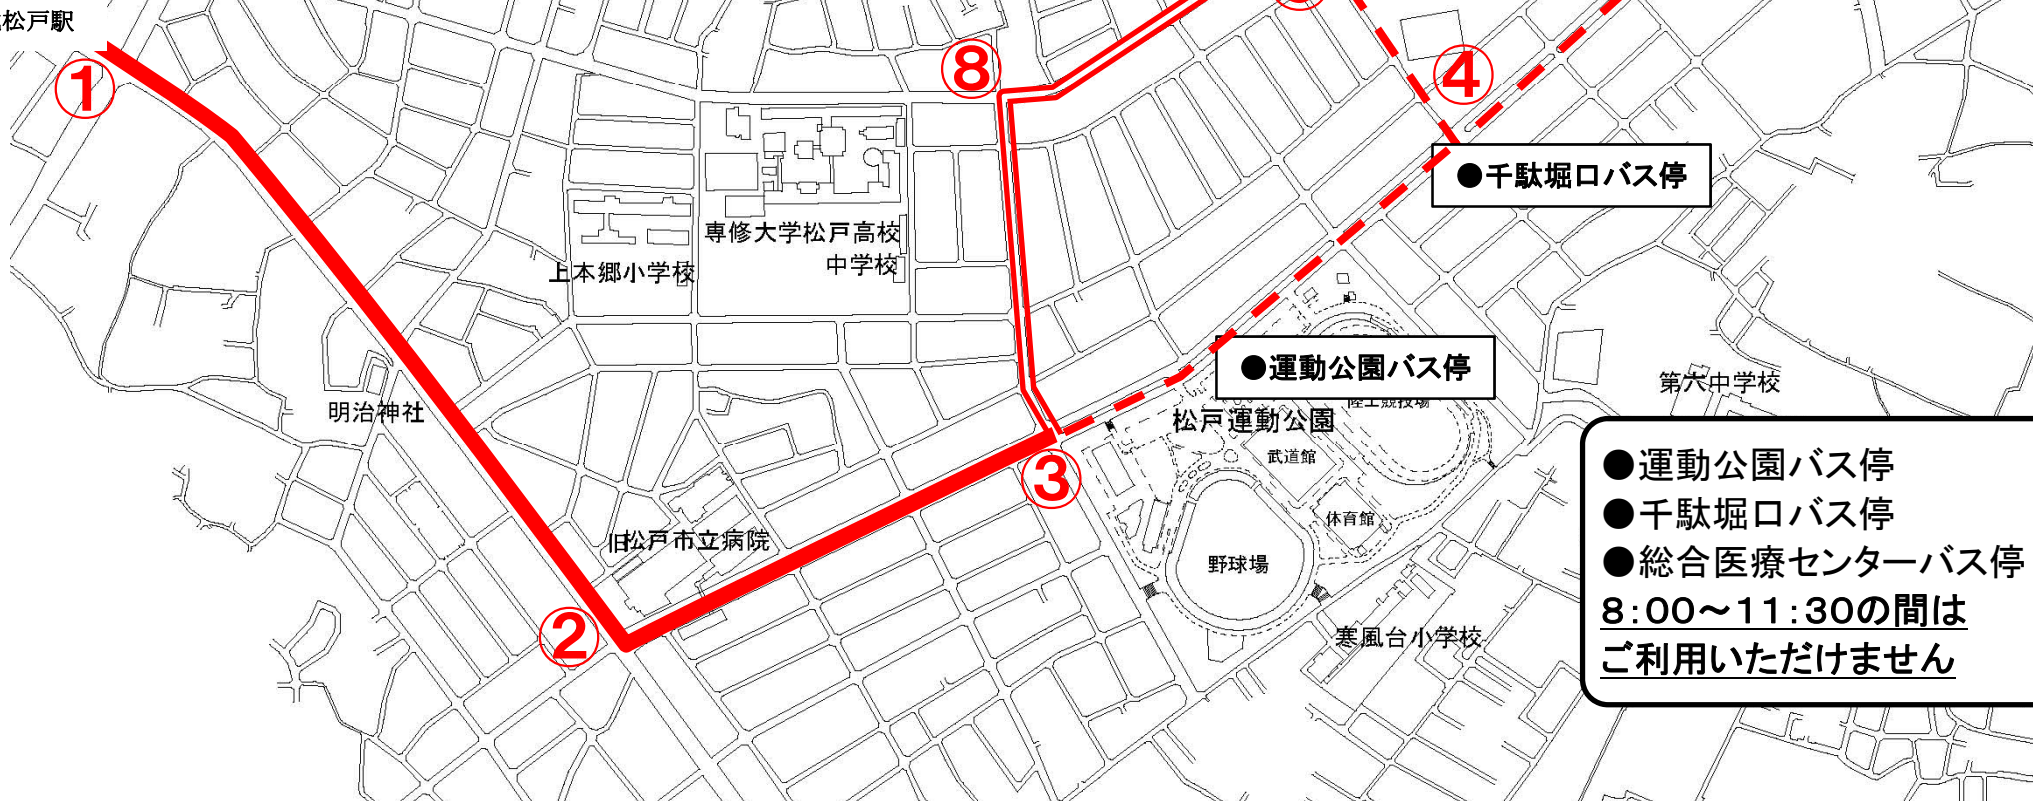 松戸駅
①
⑧
④
●千駄堀口バス停
専修大学松戸高校
中学校
上本郷小学校
●運動公園バス停
陸上競技場
第六中学校
明治神社
松戸運動公園
武道館
③
体育館
旧松戸市立病院
野球場
②
寒風台小学校
●運動公園バス停
●千駄堀口バス停
●総合医療センターバス停
8:00～11:30の間は
ご利用いただけません